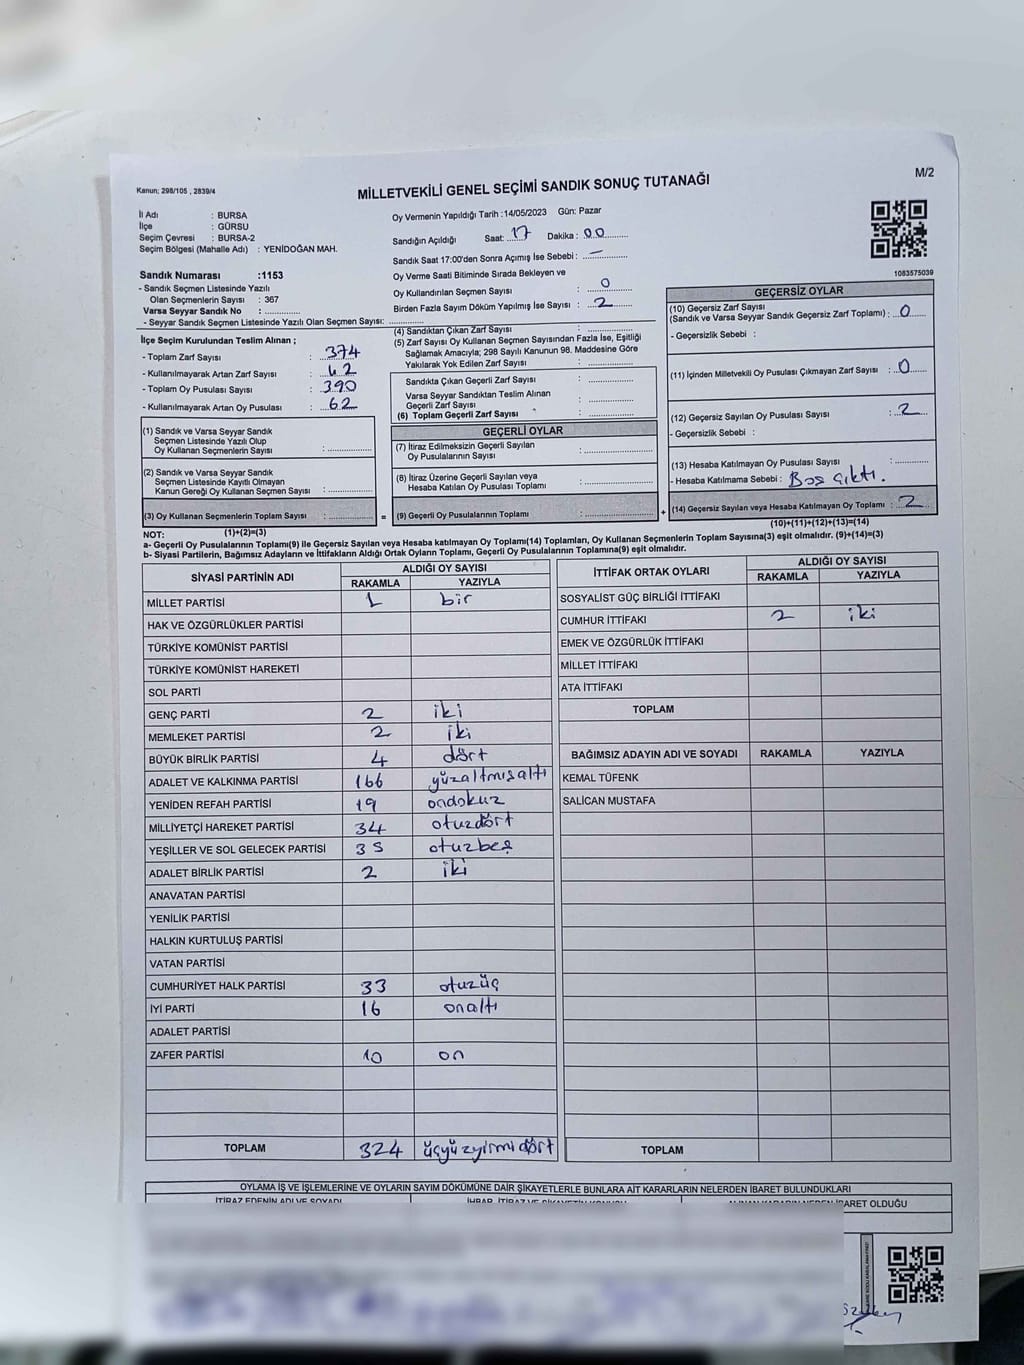 M/2
Kanun; 298/105 , 2839/4
MİLLETVEKİLİ GENEL SEÇİMİ SANDIK SONUÇ TUTANAĞI
İl Adı : BURSA
İlçe : GÜRSU
Seçim Çevresi : BURSA-2
Seçim Bölgesi (Mahalle Adı) : YENİDOĞAN MAH.
Sandık Numarası :1153
- Sandık Seçmen Listesinde Yazılı
Olan Seçmenlerin Sayısı : 367
Varsa Seyyar Sandık No :
- Seyyar Sandık Seçmen Listesinde Yazılı Olan Seçmen Sayısı:
Oy Vermenin Yapıldığı Tarih :14/05/2023 Gün: Pazar
Sandığın Açıldığı Saat: 17 Dakika : 00
Sandık Saat 17:00'den Sonra Açımış İse Sebebi : —
Oy Verme Saati Bitiminde Sırada Bekleyen ve
Oy Kullandırılan Seçmen Sayısı : 0
Birden Fazla Sayım Döküm Yapılmış İse Sayısı : 2
1083575039
İlçe Seçim Kurulundan Teslim Alınan ;
- Toplam Zarf Sayısı : 374
- Kullanılmayarak Artan Zarf Sayısı : 42
- Toplam Oy Pusulası Sayısı : 390
- Kullanılmayarak Artan Oy Pusulası : 62
(1) Sandık ve Varsa Seyyar Sandık
Seçmen Listesinde Yazılı Olup
Oy Kullanan Seçmenlerin Sayısı :
(2) Sandık ve Varsa Seyyar Sandık
Seçmen Listesinde Kayıtlı Olmayan
Kanun Gereği Oy Kullanan Seçmen Sayısı :
(3) Oy Kullanan Seçmenlerin Toplam Sayısı :
(1)+(2)=(3)
(4) Sandıktan Çıkan Zarf Sayısı :
(5) Zarf Sayısı Oy Kullanan Seçmen Sayısından Fazla İse, Eşitliği
Sağlamak Amacıyla; 298 Sayılı Kanunun 98. Maddesine Göre
Yakılarak Yok Edilen Zarf Sayısı :
Sandıkta Çıkan Geçerli Zarf Sayısı :
Varsa Seyyar Sandıktan Teslim Alınan
Geçerli Zarf Sayısı :
(6) Toplam Geçerli Zarf Sayısı :
GEÇERLİ OYLAR
(7) İtiraz Edilmeksizin Geçerli Sayılan
Oy Pusulalarının Sayısı :
(8) İtiraz Üzerine Geçerli Sayılan veya
Hesaba Katılan Oy Pusulası Toplamı :
= (9) Geçerli Oy Pusulalarının Toplamı : +
GEÇERSİZ OYLAR
(10) Geçersiz Zarf Sayısı
(Sandık ve Varsa Seyyar Sandık Geçersiz Zarf Toplamı) : 0
- Geçersizlik Sebebi :
(11) İçinden Milletvekili Oy Pusulası Çıkmayan Zarf Sayısı : 0
(12) Geçersiz Sayılan Oy Pusulası Sayısı : 2
- Geçersizlik Sebebi :
(13) Hesaba Katılmayan Oy Pusulası Sayısı :
- Hesaba Katılmama Sebebi : Boş çıktı.
(14) Geçersiz Sayılan veya Hesaba Katılmayan Oy Toplamı : 2
(10)+(11)+(12)+(13)=(14)
NOT:
a- Geçerli Oy Pusulalarının Toplamı(9) ile Geçersiz Sayılan veya Hesaba Katılmayan Oy Toplamı(14) Toplamları, Oy Kullanan Seçmenlerin Toplam Sayısına(3) eşit olmalıdır. (9)+(14)=(3)
b- Siyasi Partilerin, Bağımsız Adayların ve İttifakların Aldığı Ortak Oyların Toplamı, Geçerli Oy Pusulalarının Toplamına(9) eşit olmalıdır.
SİYASİ PARTİNİN ADI ALDIĞI OY SAYISI
RAKAMLA YAZIYLA
MİLLET PARTİSİ 1 bir
HAK VE ÖZGÜRLÜKLER PARTİSİ
TÜRKİYE KOMÜNİST PARTİSİ
TÜRKİYE KOMÜNİST HAREKETİ
SOL PARTİ
GENÇ PARTİ 2 iki
MEMLEKET PARTİSİ 2 iki
BÜYÜK BİRLİK PARTİSİ 4 dört
ADALET VE KALKINMA PARTİSİ 166 yüzaltmışaltı
YENİDEN REFAH PARTİSİ 19 ondokuz
MİLLİYETÇİ HAREKET PARTİSİ 34 otuzdört
YEŞİLLER VE SOL GELECEK PARTİSİ 35 otuzbeş
ADALET BİRLİK PARTİSİ 2 iki
ANAVATAN PARTİSİ
YENİLİK PARTİSİ
HALKIN KURTULUŞ PARTİSİ
VATAN PARTİSİ
CUMHURİYET HALK PARTİSİ 33 otuzüç
İYİ PARTİ 16 onaltı
ADALET PARTİSİ
ZAFER PARTİSİ 10 on
TOPLAM 324 üçyüzyirmidört
İTTİFAK ORTAK OYLARI ALDIĞI OY SAYISI
RAKAMLA YAZIYLA
SOSYALİST GÜÇ BİRLİĞİ İTTİFAKI
CUMHUR İTTİFAKI 2 iki
EMEK VE ÖZGÜRLÜK İTTİFAKI
MİLLET İTTİFAKI
ATA İTTİFAKI
TOPLAM
BAĞIMSIZ ADAYIN ADI VE SOYADI RAKAMLA YAZIYLA
KEMAL TÜFENK
SALİCAN MUSTAFA
TOPLAM
OYLAMA İŞ VE İŞLEMLERİNE VE OYLARIN SAYIM DÖKÜMÜNE DAİR ŞİKAYETLERLE BUNLARA AİT KARARLARIN NELERDEN İBARET BULUNDUKLARI
İTİRAZ EDENİN ADI VE SOYADI İBARET OLDUĞU